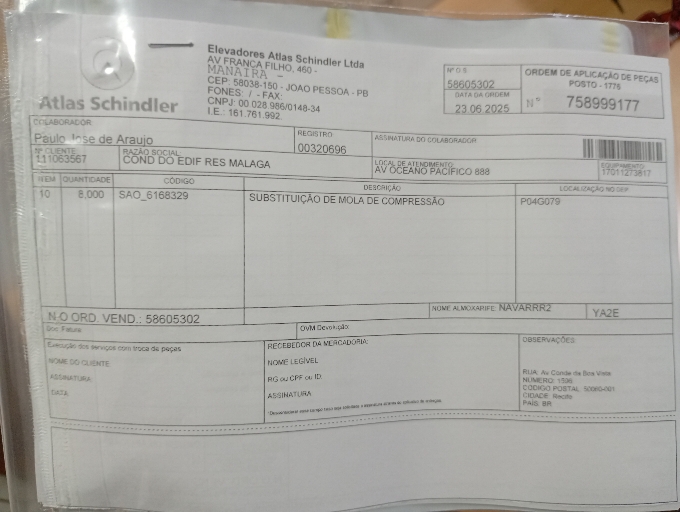 Atlas Schindler
Elevadores Atlas Schindler Ltda
AV FRANÇA FILHO, 460 -
MANAIRA -
CEP: 58038-150 - JOAO PESSOA - PB
FONES: / - FAX:
CNPJ: 00.028.986/0148-34
I.E.: 161.761.992
Nº O.S.
58605302
DATA DA ORDEM
23.06.2025
ORDEM DE APLICAÇÃO DE PEÇAS
POSTO - 1776
N° 758999177
COLABORADOR:
Paulo Jose de Araujo
REGISTRO
00320696
ASSINATURA DO COLABORADOR
Nº CLIENTE:
111063567
RAZÃO SOCIAL:
COND DO EDIF RES MALAGA
LOCAL DE ATENDIMENTO
AV OCEANO PACIFICO 888
EQUIPAMENTO
17011273817
ITEM QUANTIDADE CÓDIGO DESCRIÇÃO LOCALIZAÇÃO NO DEP
10 8,000 SAO_6168329 SUBSTITUIÇÃO DE MOLA DE COMPRESSÃO P04G079
N-O ORD. VEND.: 58605302
NOME ALMOXARIFE: NAVARRR2
YA2E
Doc. Fatura:
OVM Devolução:
Execução dos serviços com troca de peças
NOME DO CLIENTE:
ASSINATURA:
DATA:
RECEBEDOR DA MERCADORIA:
NOME LEGÍVEL
RG ou CPF ou ID
ASSINATURA:
OBSERVAÇÕES:
RUA: Av Conde da Boa Vista
NÚMERO: 1596
CÓDIGO POSTAL: 50060-001
CIDADE: Recife
PAÍS: BR